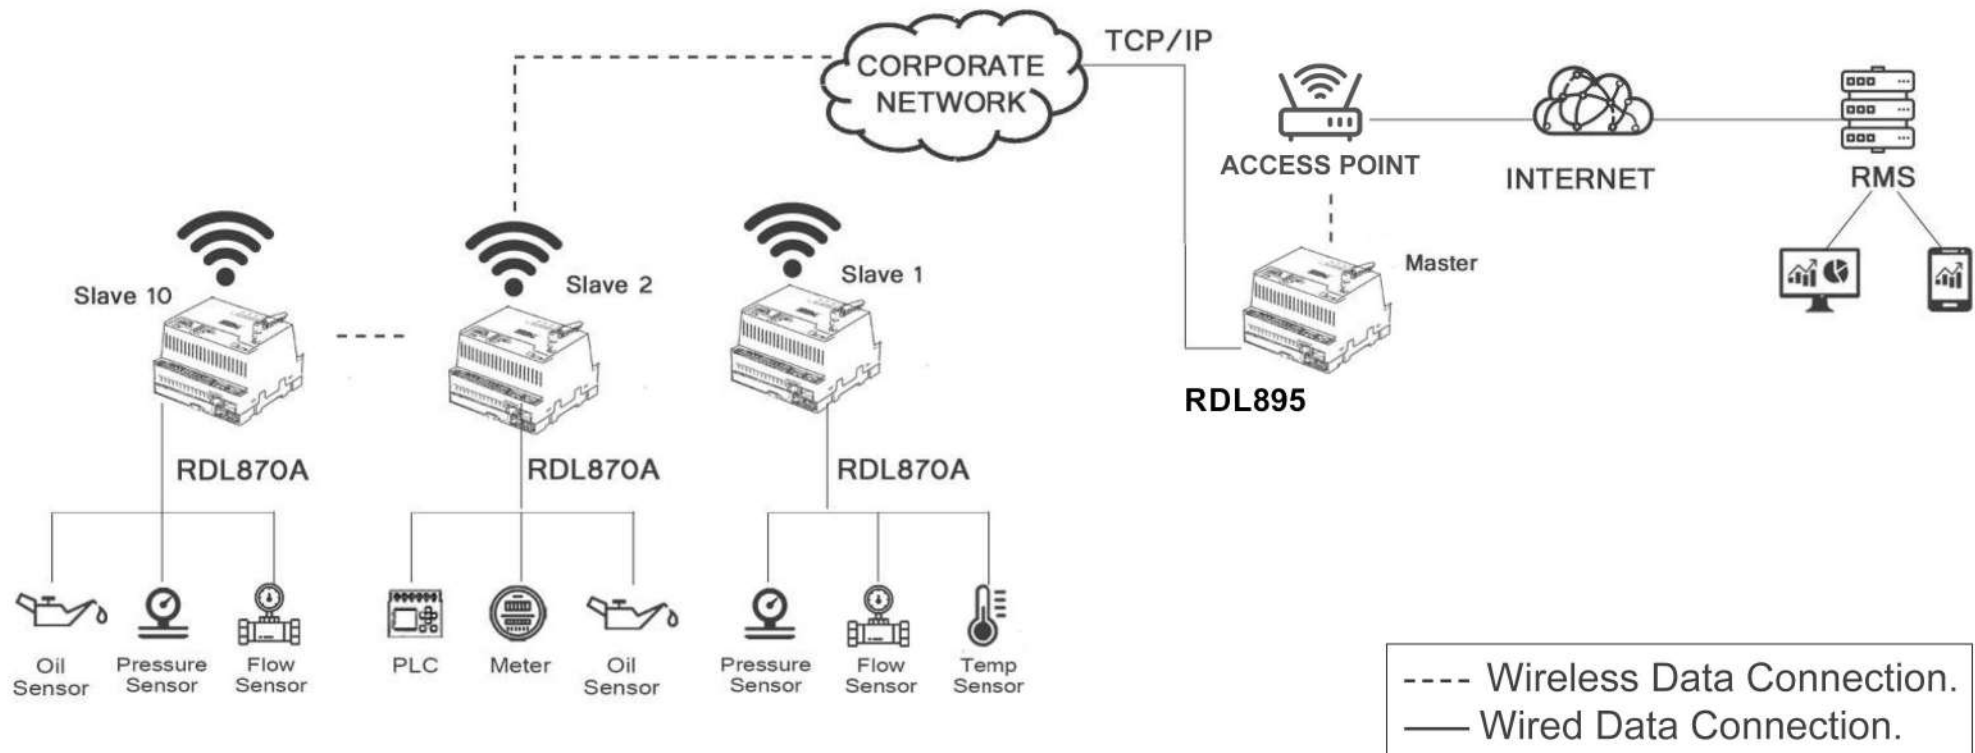 CORPORATE
NETWORK
TCP/IP
ACCESS POINT
INTERNET
RMS
Slave 10
Slave 2
Slave 1
Master
RDL895
RDL870A
RDL870A
RDL870A
Oil
Sensor
Pressure
Sensor
Flow
Sensor
PLC
Meter
Oil
Sensor
Pressure
Sensor
Flow
Sensor
Temp
Sensor
---- Wireless Data Connection.
—— Wired Data Connection.